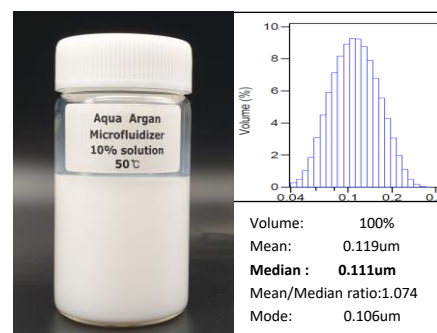 Aqua Argan
Microfluidizer
10% solution
50℃
Volume (%)
10
8
6
4
2
0
0.04
0.1
0.2
Volume: 100%
Mean: 0.119um
Median : 0.111um
Mean/Median ratio:1.074
Mode: 0.106um